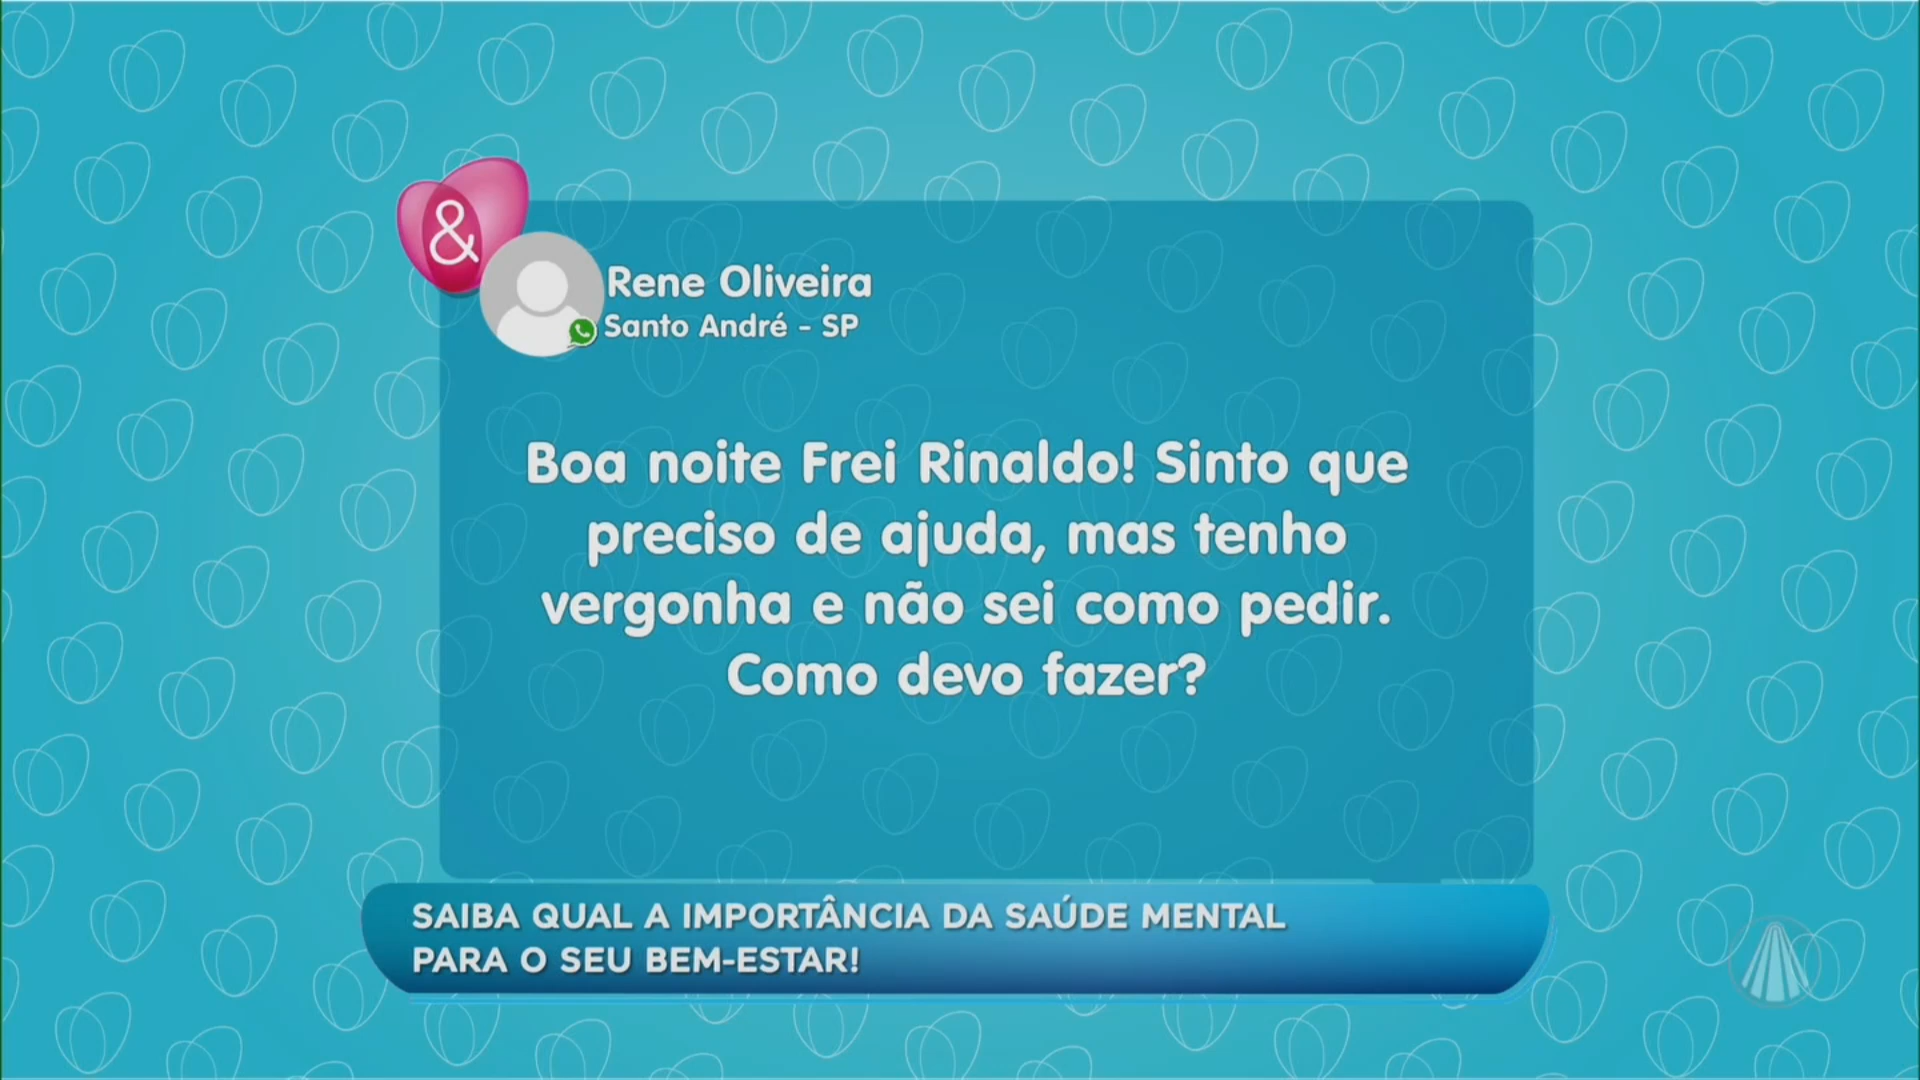 &
Rene Oliveira
Santo André - SP
Boa noite Frei Rinaldo! Sinto que
preciso de ajuda, mas tenho
vergonha e não sei como pedir.
Como devo fazer?
SAIBA QUAL A IMPORTÂNCIA DA SAÚDE MENTAL
PARA O SEU BEM-ESTAR!